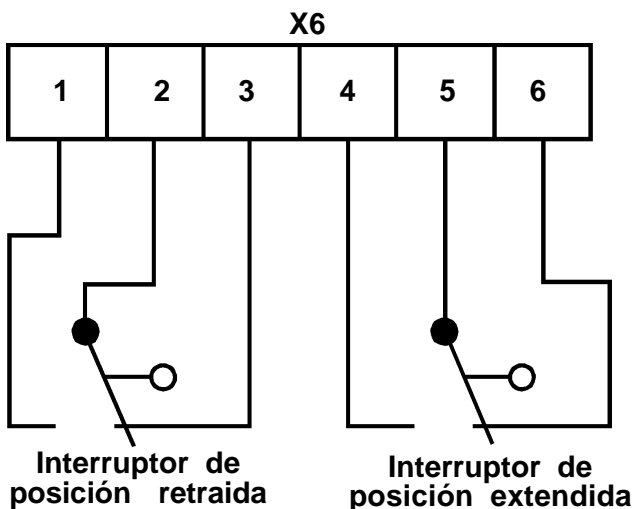 X6
1 2 3 4 5 6
Interruptor de
posición retraida
Interruptor de
posición extendida